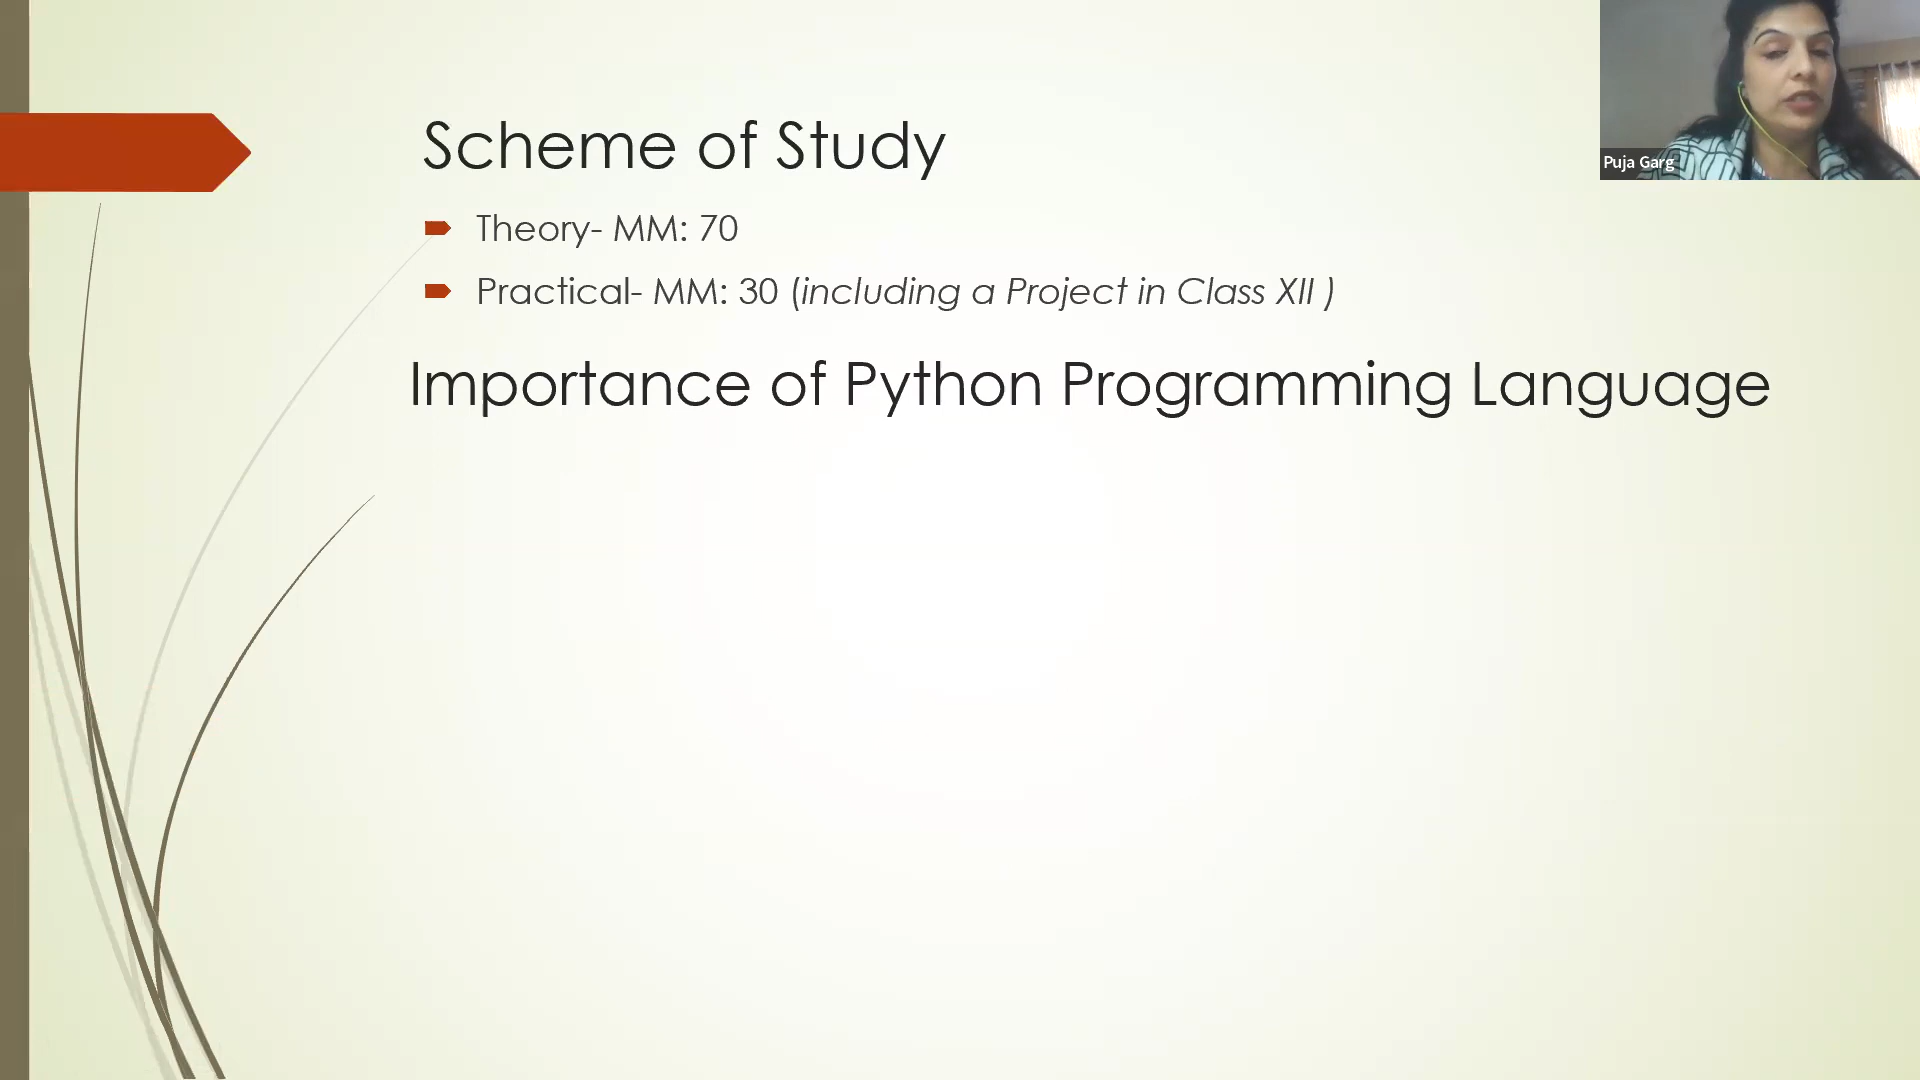 Scheme of Study
Theory- MM: 70
Practical- MM: 30 (including a Project in Class XII )
Importance of Python Programming Language
Puja Garg